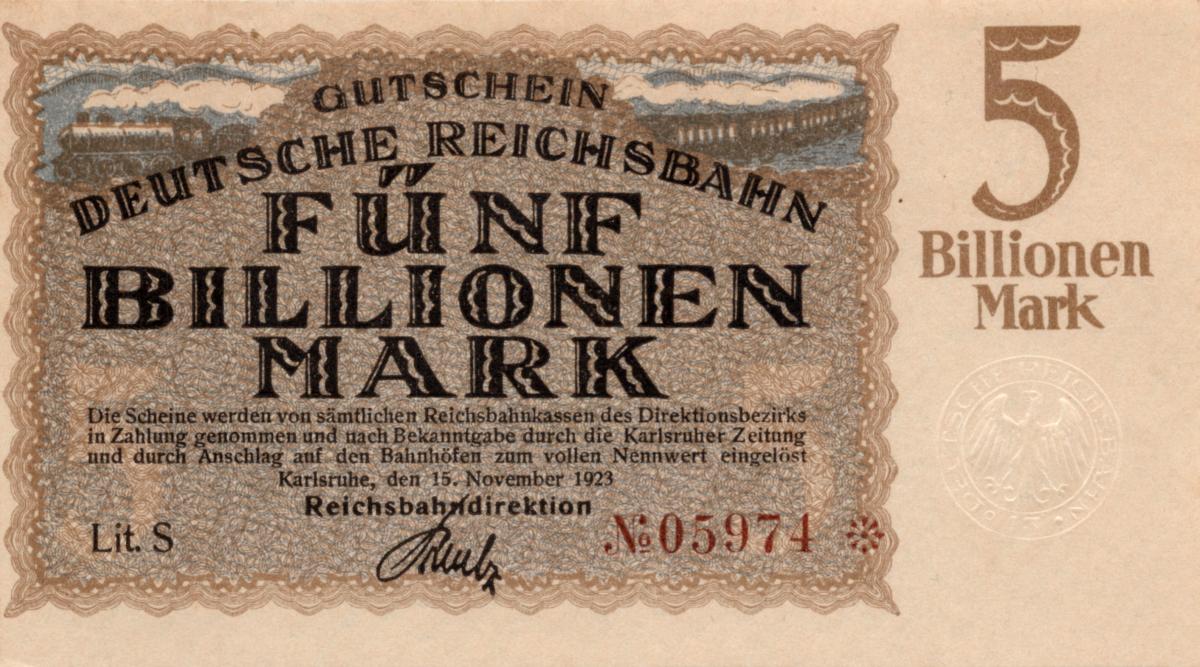 GUTSCHEIN
DEUTSCHE REICHSBAHN
FÜNF
BILLIONEN
MARK
Die Scheine werden von sämtlichen Reichsbahnkassen des Direktionsbezirks
in Zahlung genommen und nach Bekanntgabe durch die Karlsruher Zeitung
und durch Anschlag auf den Bahnhöfen zum vollen Nennwert eingelöst
Karlsruhe, den 15. November 1923
Reichsbahndirektion
Lit. S
№05974
5
Billionen
Mark